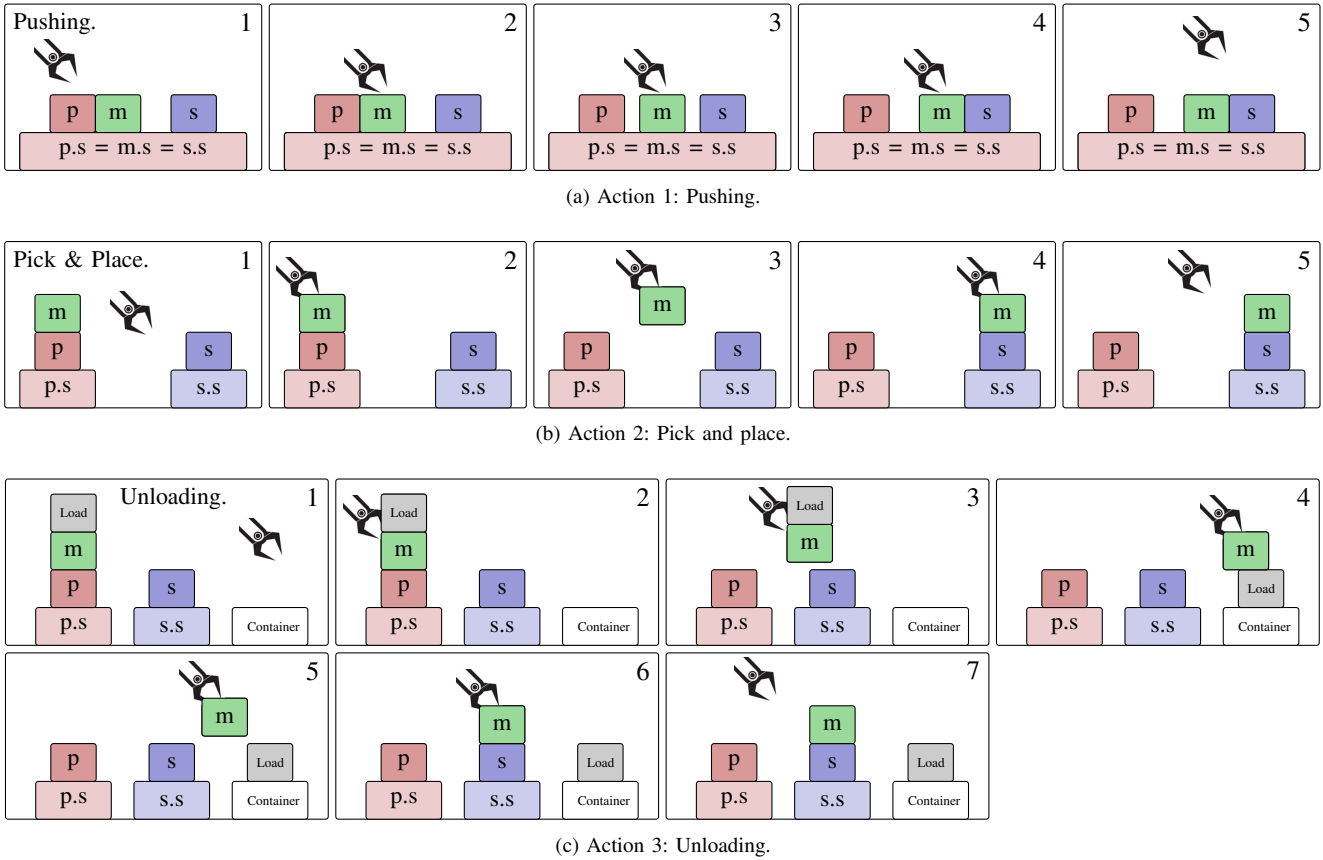 Pushing. 1 2 3 4 5
p m s p m s p m s p m s p m s
p.s = m.s = s.s p.s = m.s = s.s p.s = m.s = s.s p.s = m.s = s.s p.s = m.s = s.s
(a) Action 1: Pushing.
Pick & Place. 1 2 3 4 5
m m m m m
p s p s p s p s p s
p.s s.s p.s s.s p.s s.s p.s s.s p.s s.s
(b) Action 2: Pick and place.
Unloading. 1 2 3 4
Load Load Load
m m m m
p s p s p s p s Load
p.s s.s Container p.s s.s Container p.s s.s Container p.s s.s Container
5 6 7
m m m
p s Load p s Load p s Load
p.s s.s Container p.s s.s Container p.s s.s Container
(c) Action 3: Unloading.